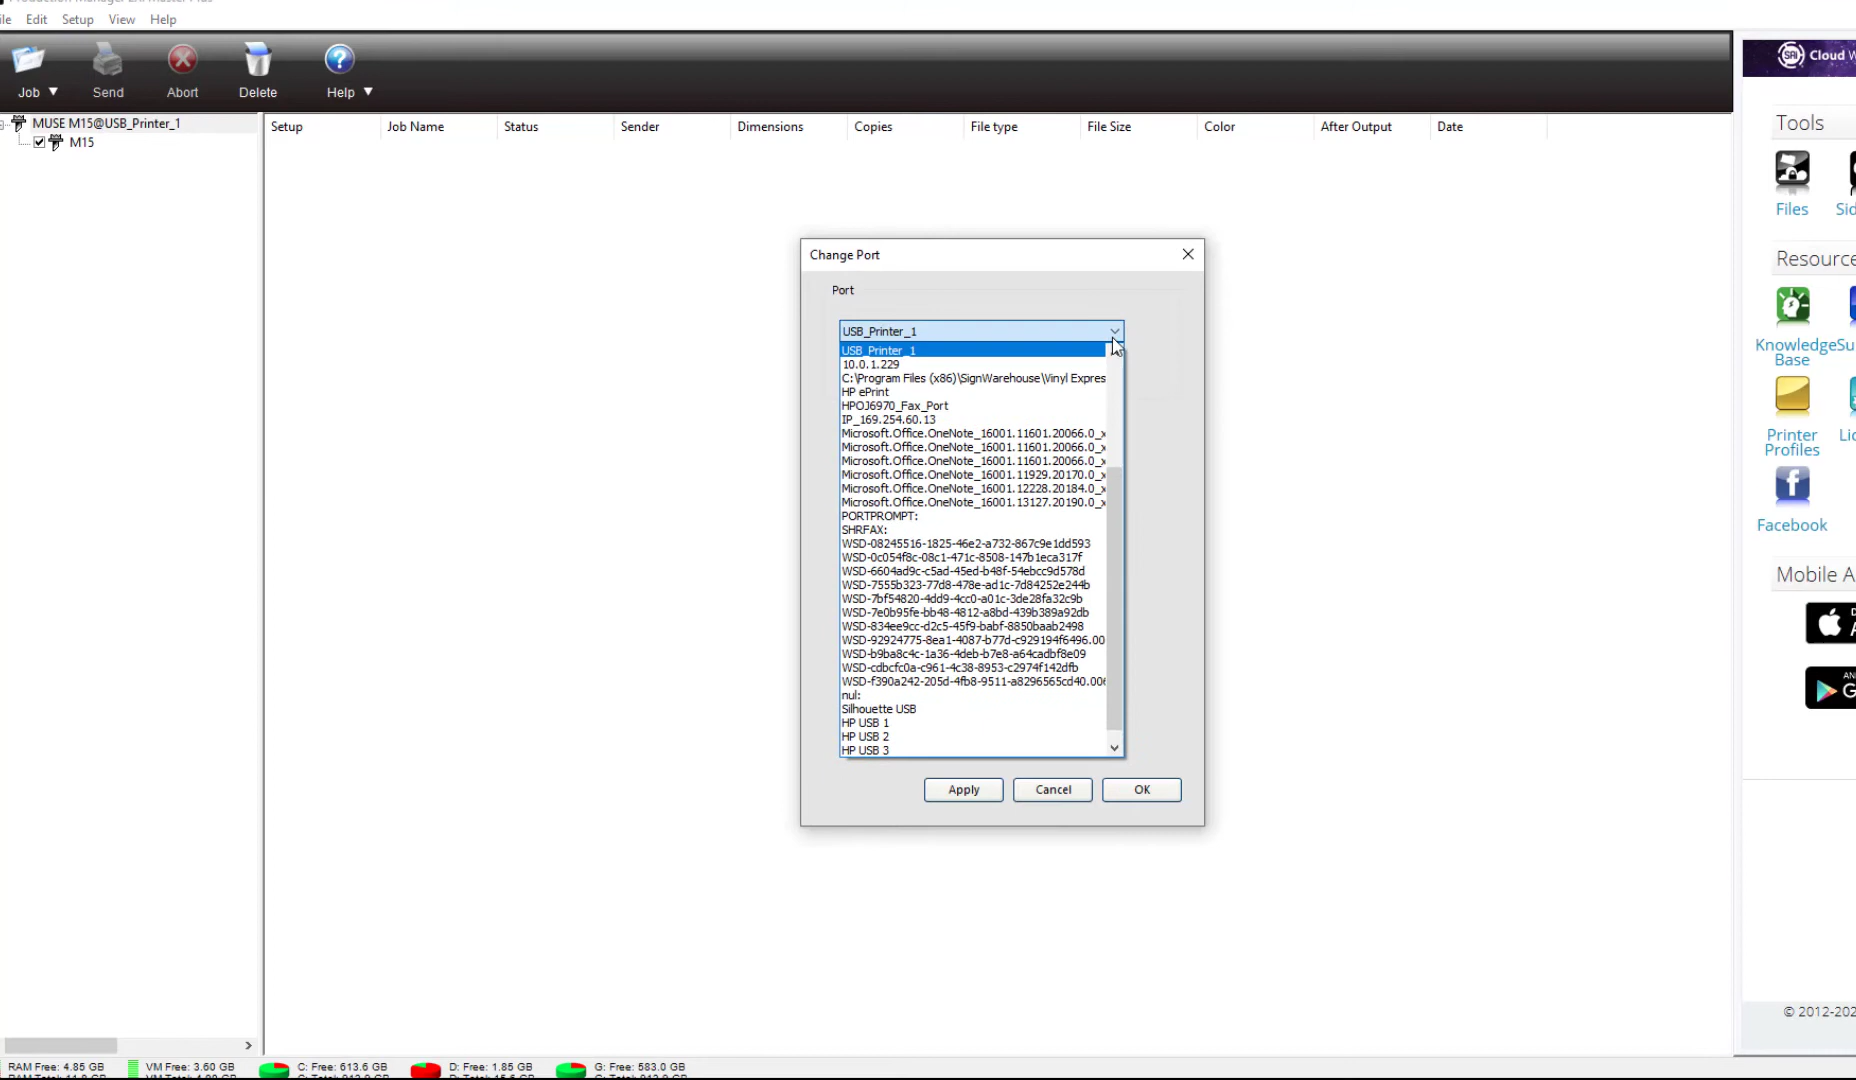 Production Manager
ile Edit Setup View Help
Job Send Abort Delete Help
Cloud W
MUSE M15@USB_Printer_1
M15
Setup Job Name Status Sender Dimensions Copies File type File Size Color After Output Date
Tools
Files
Sid
Resource
Knowledge
Base
Su
Printer
Profiles
Lic
Facebook
Mobile A
© 2012-202
Change Port
Port
USB_Printer_1
USB_Printer_1
10.0.1.229
C:\Program Files (x86)\SignWarehouse\Vinyl Expres
HP ePrint
HPOJ6970_Fax_Port
IP_169.254.60.13
Microsoft.Office.OneNote_16001.11601.20066.0_x
Microsoft.Office.OneNote_16001.11601.20066.0_x
Microsoft.Office.OneNote_16001.11601.20066.0_x
Microsoft.Office.OneNote_16001.11929.20170.0_x
Microsoft.Office.OneNote_16001.12228.20184.0_x
Microsoft.Office.OneNote_16001.13127.20190.0_x
PORTPROMPT:
SHRFAX:
WSD-08245516-1825-46e2-a732-867c9e1dd593
WSD-0c054f8c-08c1-471c-8508-147b1eca317f
WSD-6604ad9c-c5ad-45ed-b48f-54ebcc9d578d
WSD-7555b323-77d8-478e-ad1c-7d84252e244b
WSD-7bf54820-4dd9-4cc0-a01c-3de28fa32c9b
WSD-7e0b95fe-bb48-4812-a8bd-439b389a92db
WSD-834ee9cc-d2c5-45f9-babf-8850baab2498
WSD-92924775-8ea1-4087-b77d-c929194f6496.00
WSD-b9ba8c4c-1a36-4deb-b7e8-a64cadbf8e09
WSD-cdbcfc0a-c961-4c38-8953-c2974f142dfb
WSD-f390a242-205d-4fb8-9511-a8296565cd40.006
nul:
Silhouette USB
HP USB 1
HP USB 2
HP USB 3
Apply Cancel OK
RAM Free: 4.85 GB VM Free: 3.60 GB C: Free: 613.6 GB D: Free: 1.85 GB G: Free: 583.0 GB